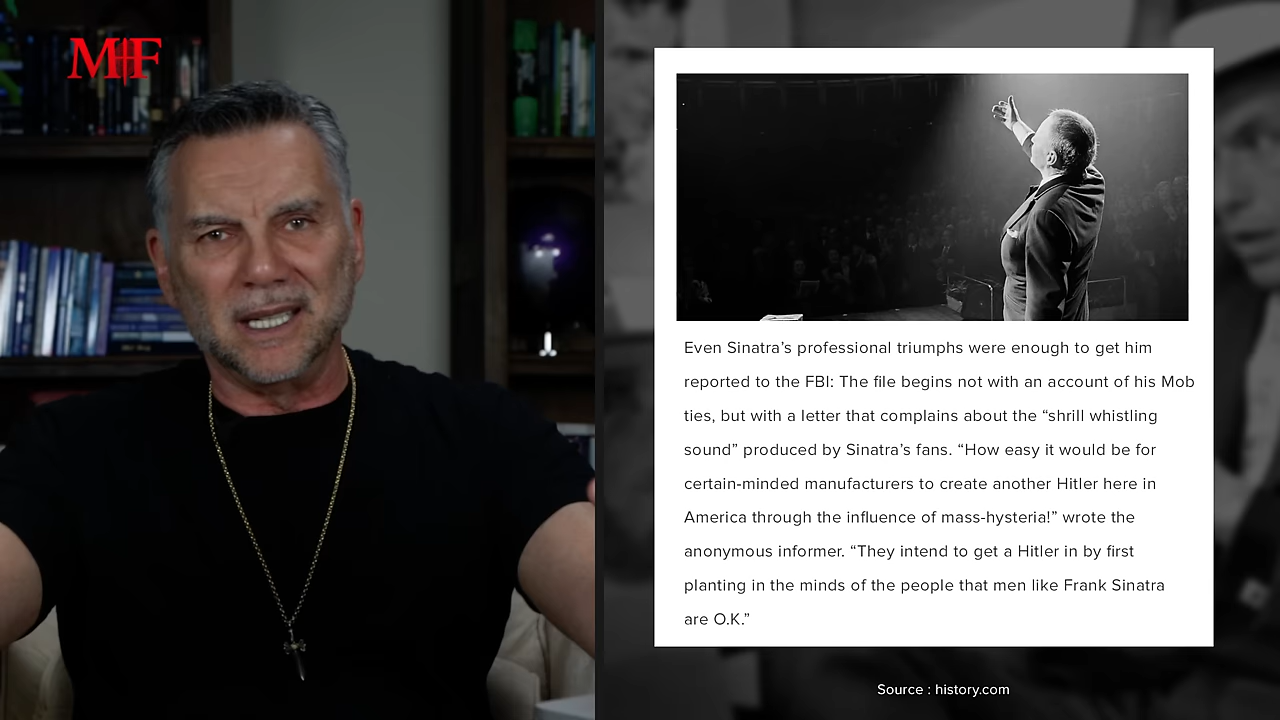 M‡F
Even Sinatra’s professional triumphs were enough to get him
reported to the FBI: The file begins not with an account of his Mob
ties, but with a letter that complains about the “shrill whistling
sound” produced by Sinatra’s fans. “How easy it would be for
certain-minded manufacturers to create another Hitler here in
America through the influence of mass-hysteria!” wrote the
anonymous informer. “They intend to get a Hitler in by first
planting in the minds of the people that men like Frank Sinatra
are O.K.”
Source : history.com